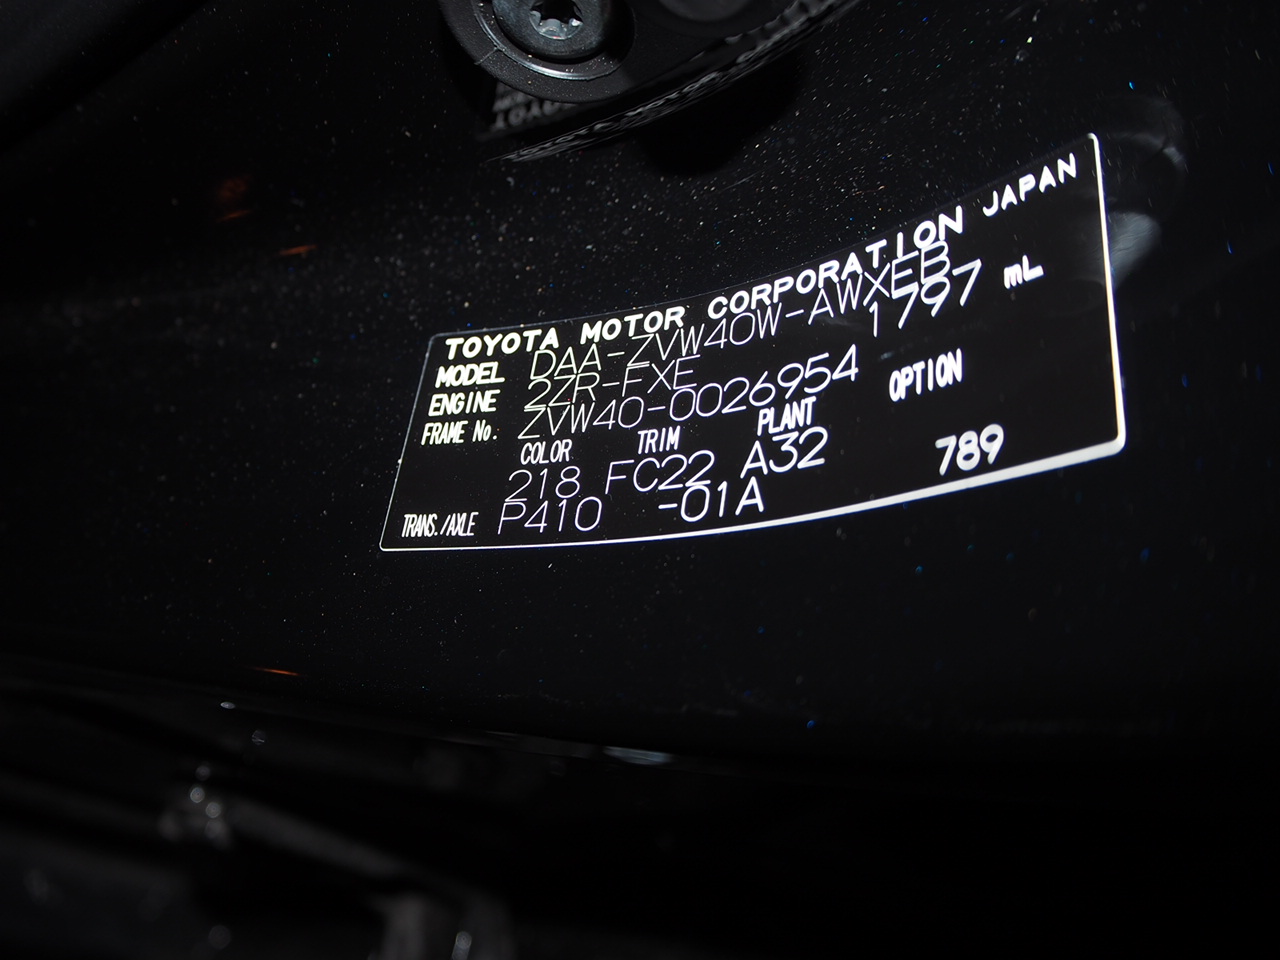 TOYOTA MOTOR CORPORATION JAPAN
MODEL DAA-ZVW40W-AWXEB
ENGINE 2ZR-FXE 1797 mL
FRAME No. ZVW40-0026954
COLOR TRIM PLANT OPTION
218 FC22 A32
TRANS./AXLE P410 -01A 789